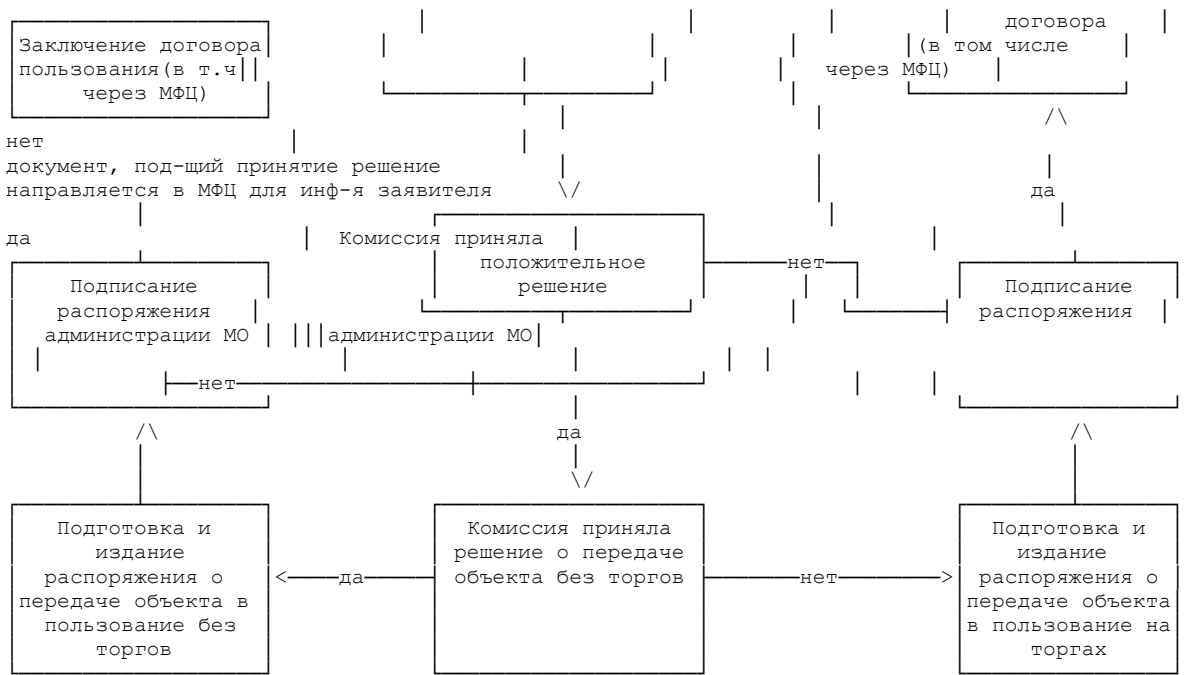 договора
Заключение договора (в том числе
пользования(в т.ч через МФЦ)
через МФЦ)
/\
нет
документ, под-щий принятие решение
направляется в МФЦ для инф-я заявителя \/ да
да Комиссия приняла
положительное нет
Подписание решение Подписание
распоряжения распоряжения
администрации МО администрации МО
нет
/\ да /\
\/
Подготовка и Комиссия приняла Подготовка и
издание решение о передаче издание
распоряжения о <да объекта без торгов нет> распоряжения о
передаче объекта в передаче объекта
пользование без в пользование на
торгов торгах